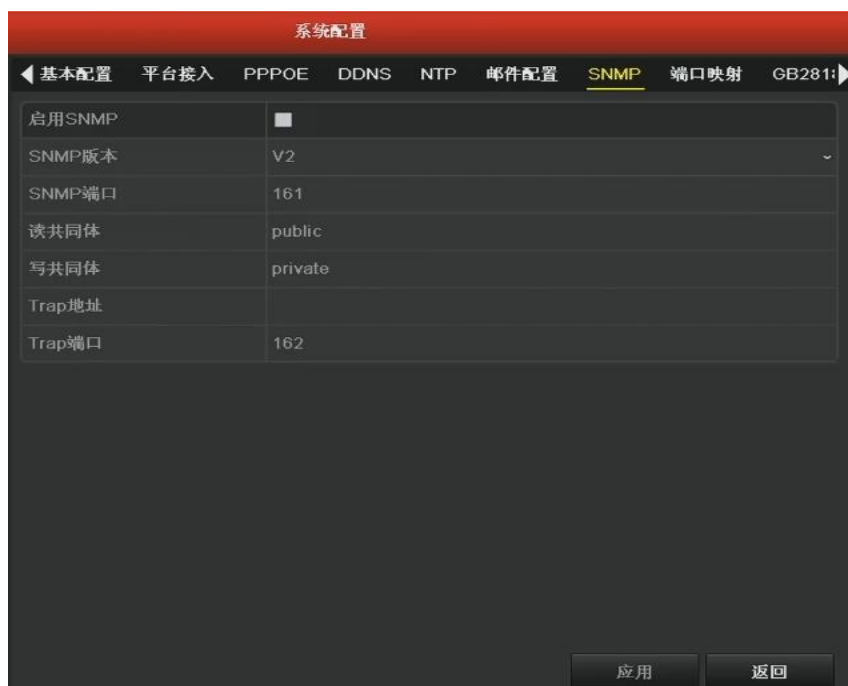 系统配置
基本配置 平台接入 PPPOE DDNS NTP 邮件配置 SNMP 端口映射 GB281
启用SNMP
SNMP版本 V2
SNMP端口 161
读共同体 public
写共同体 private
Trap地址
Trap端口 162
应用 返回